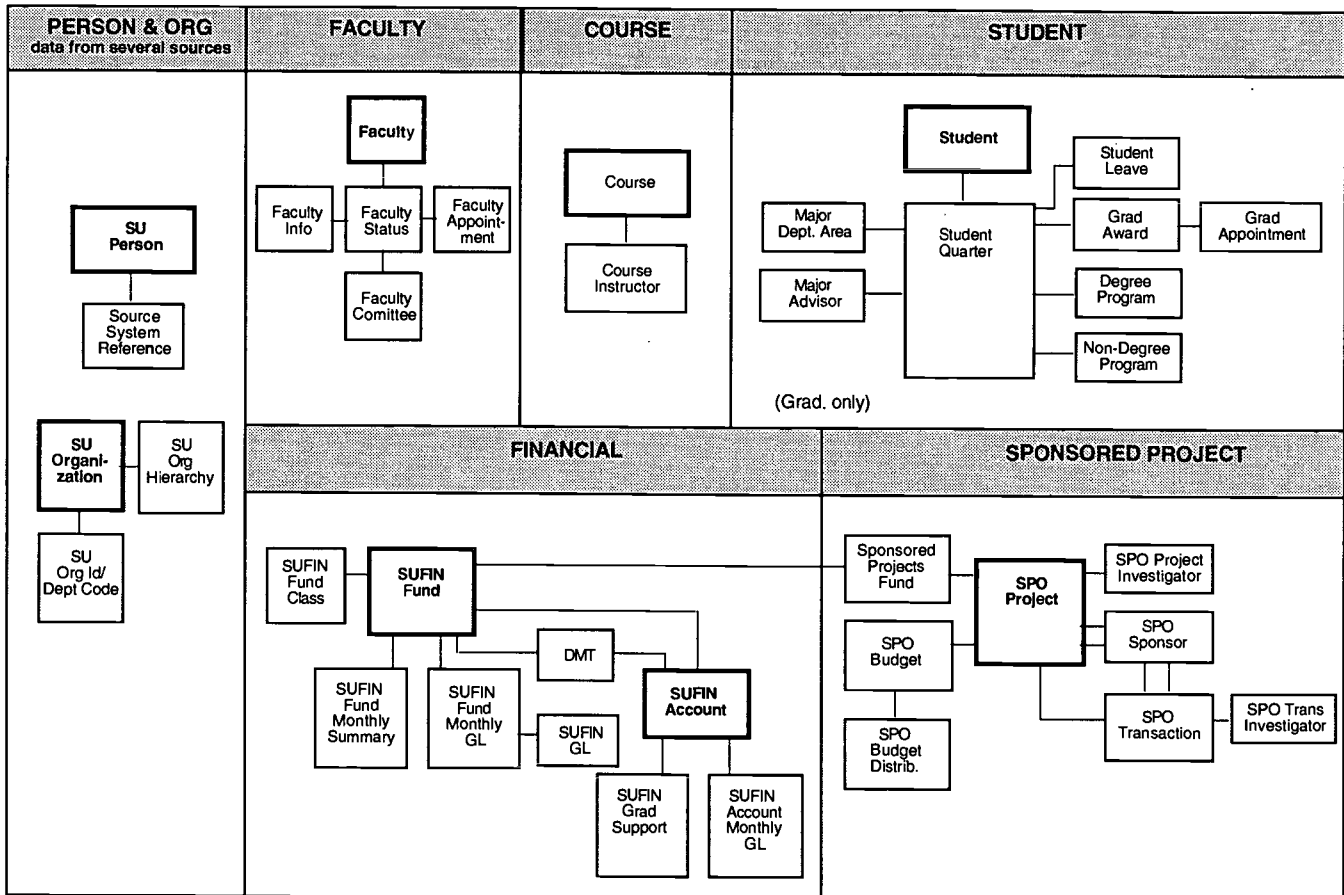 PERSON & ORG
data from several sources
FACULTY
COURSE
STUDENT
SU
Person
Source
System
Reference
SU
Organi-
zation
SU
Org
Hierarchy
SU
Org Id/
Dept Code
Faculty
Faculty
Info
Faculty
Status
Faculty
Appoint-
ment
Faculty
Comittee
Course
Course
Instructor
Student
Major
Dept. Area
Major
Advisor
Student
Quarter
Student
Leave
Grad
Award
Grad
Appointment
Degree
Program
Non-Degree
Program
(Grad. only)
FINANCIAL
SPONSORED PROJECT
SUFIN
Fund
Class
SUFIN
Fund
DMT
SUFIN
Fund
Monthly
Summary
SUFIN
Fund
Monthly
GL
SUFIN
GL
SUFIN
Account
SUFIN
Grad
Support
SUFIN
Account
Monthly
GL
Sponsored
Projects
Fund
SPO
Project
SPO Project
Investigator
SPO
Budget
SPO
Sponsor
SPO
Budget
Distrib.
SPO
Transaction
SPO Trans
Investigator